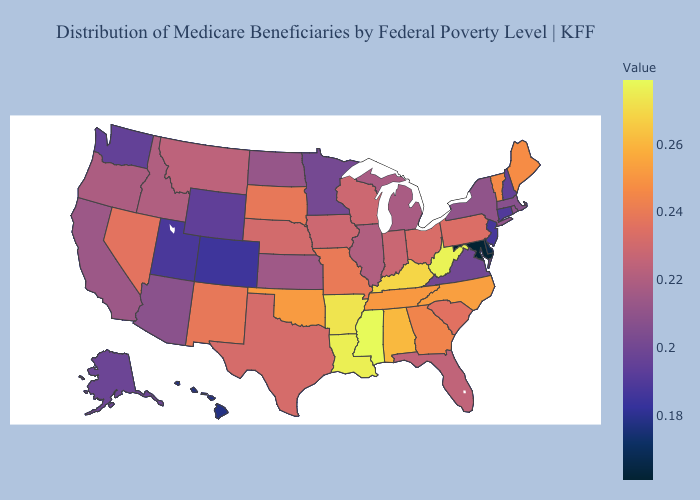 Distribution of Medicare Beneficiaries by Federal Poverty Level | KFF
Value
0.26
0.24
0.22
0.2
0.18